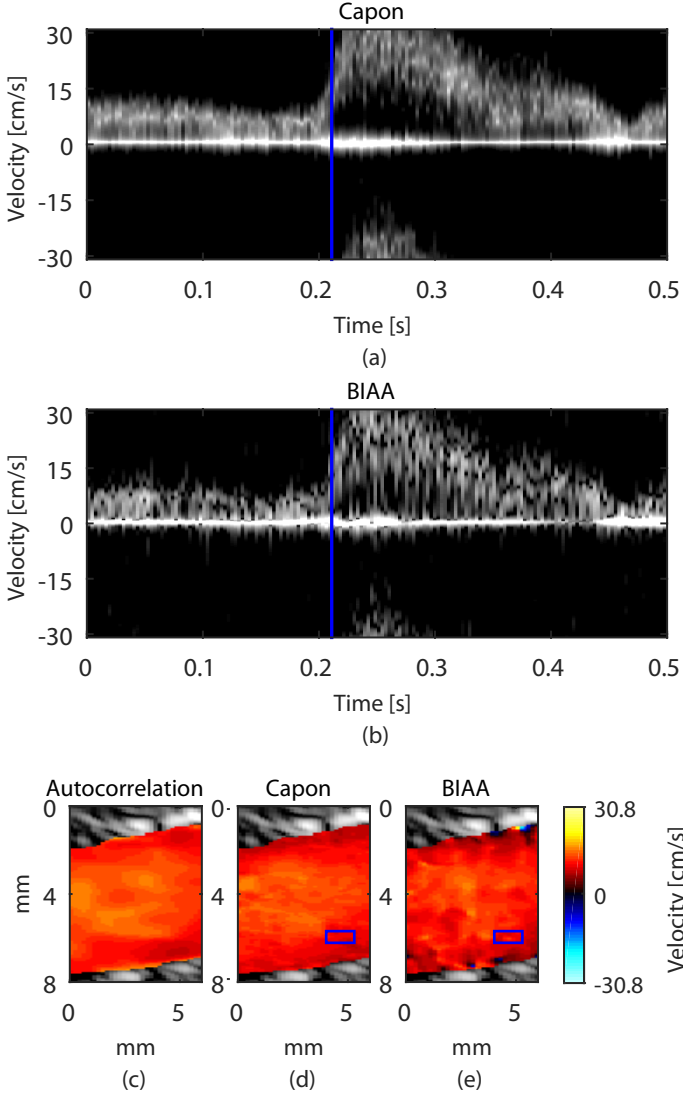 Capon
Velocity [cm/s]
30
15
0
-15
-30
0 0.1 0.2 0.3 0.4 0.5
Time [s]
(a)
BIAA
Velocity [cm/s]
30
15
0
-15
-30
0 0.1 0.2 0.3 0.4 0.5
Time [s]
(b)
Autocorrelation Capon BIAA
mm
0
4
8
0 5
mm
(c)
0
4
8
0 5
mm
(d)
0
4
8
0 5
mm
(e)
30.8
0
-30.8
Velocity [cm/s]